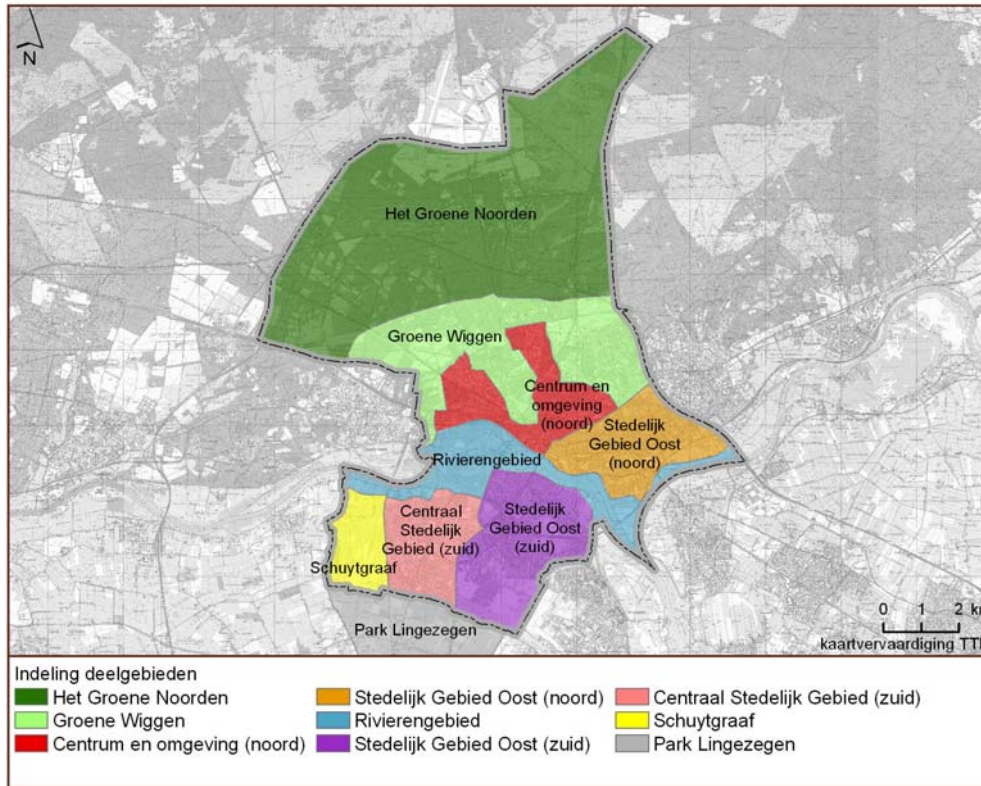 N
Het Groene Noorden
Groene Wiggen
Centrum en
omgeving
(noord)
Stedelijk
Gebied Oost
(noord)
Rivierengebied
Centraal
Stedelijk
Gebied (zuid)
Stedelijk
Gebied Oost
(zuid)
Schuytgraaf
Park Lingezegen
0 1 2
kaartvervaardiging
Indeling deelgebieden
Het Groene Noorden
Groene Wiggen
Centrum en omgeving (noord)
Stedelijk Gebied Oost (noord)
Rivierengebied
Stedelijk Gebied Oost (zuid)
Centraal Stedelijk Gebied (zuid)
Schuytgraaf
Park Lingezegen